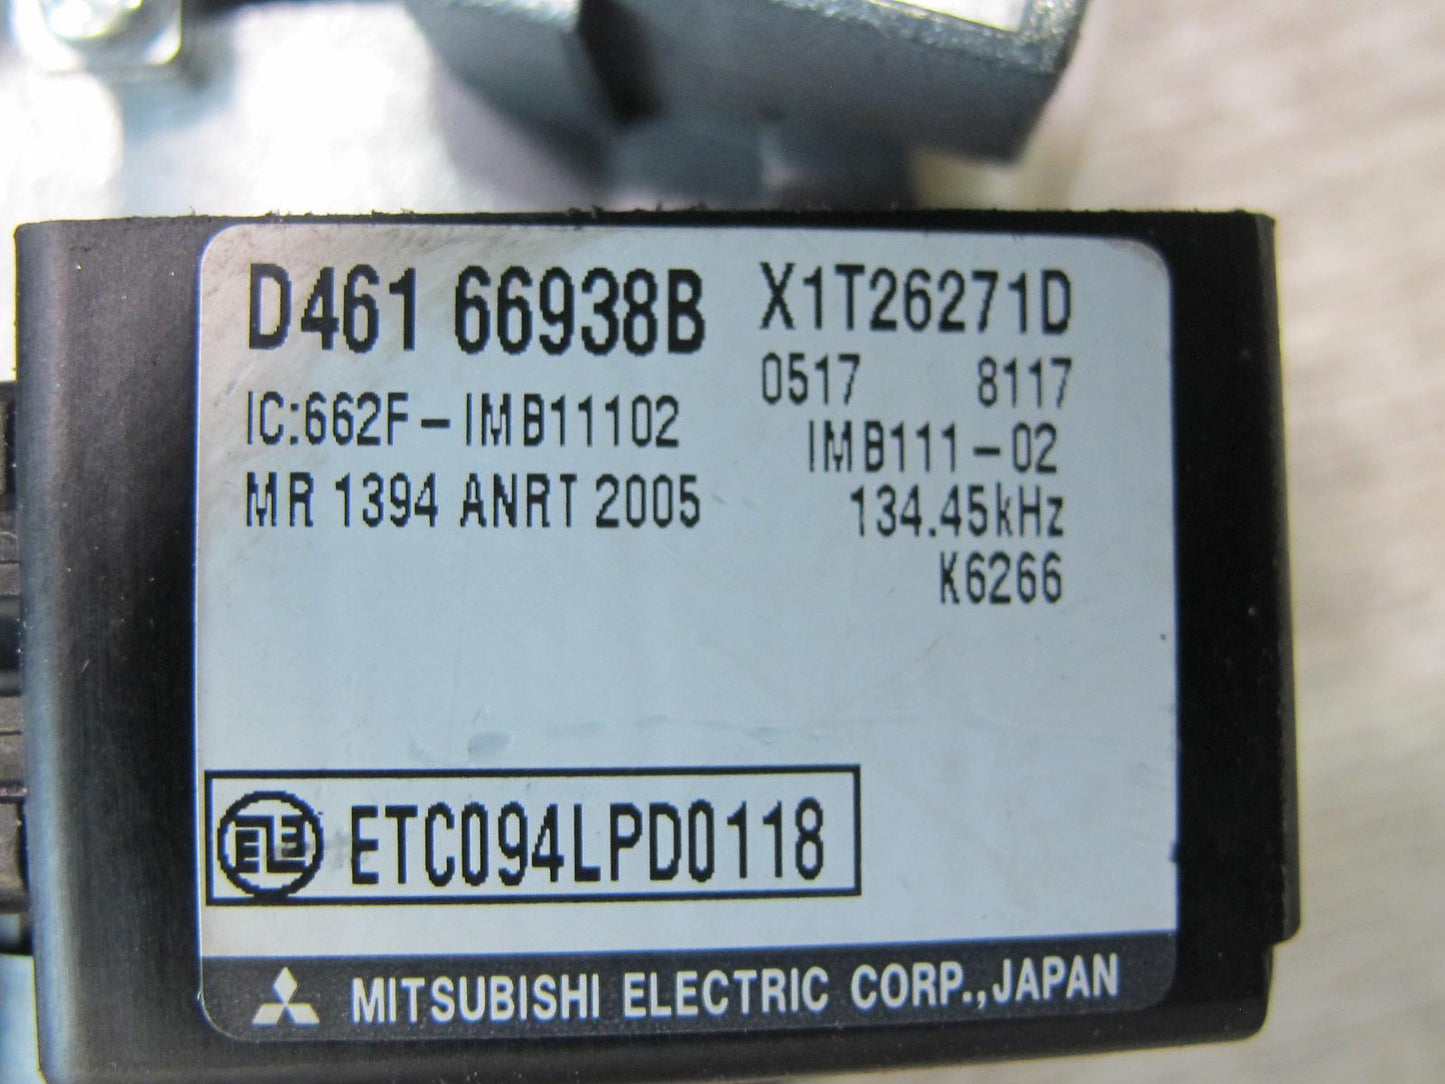 D461 66938B X1T26271D
0517 8117
IC:662F-IMB11102
IMB111-02
MR 1394 ANRT 2005
134.45kHz
K6266
ETC094LPD0118
MITSUBISHI ELECTRIC CORP.,JAPAN